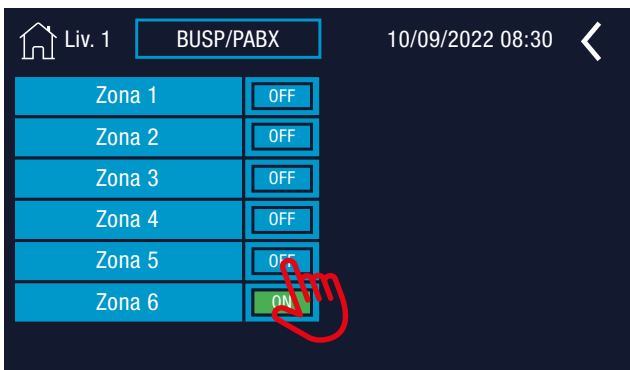 Liv. 1 BUSP/PABX 10/09/2022 08:30
Zona 1 OFF
Zona 2 OFF
Zona 3 OFF
Zona 4 OFF
Zona 5 OFF
Zona 6 ON